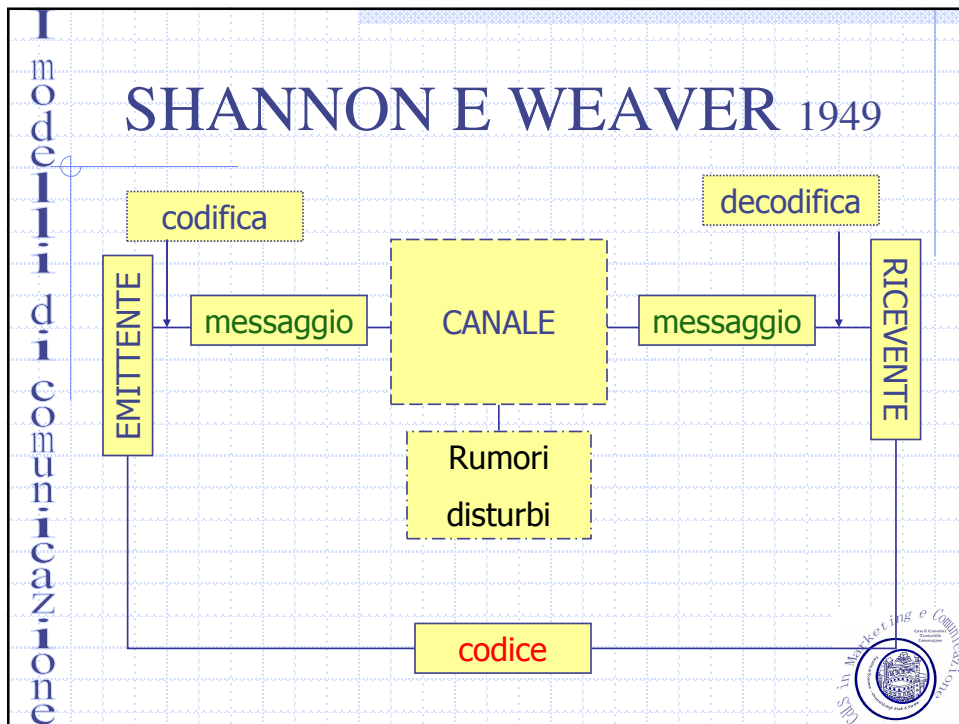 I modelli di comunicazione
SHANNON E WEAVER 1949
codifica
decodifica
EMITTENTE
messaggio
CANALE
messaggio
RICEVENTE
Rumori
disturbi
codice
CdLS in Marketing e Comunicazione